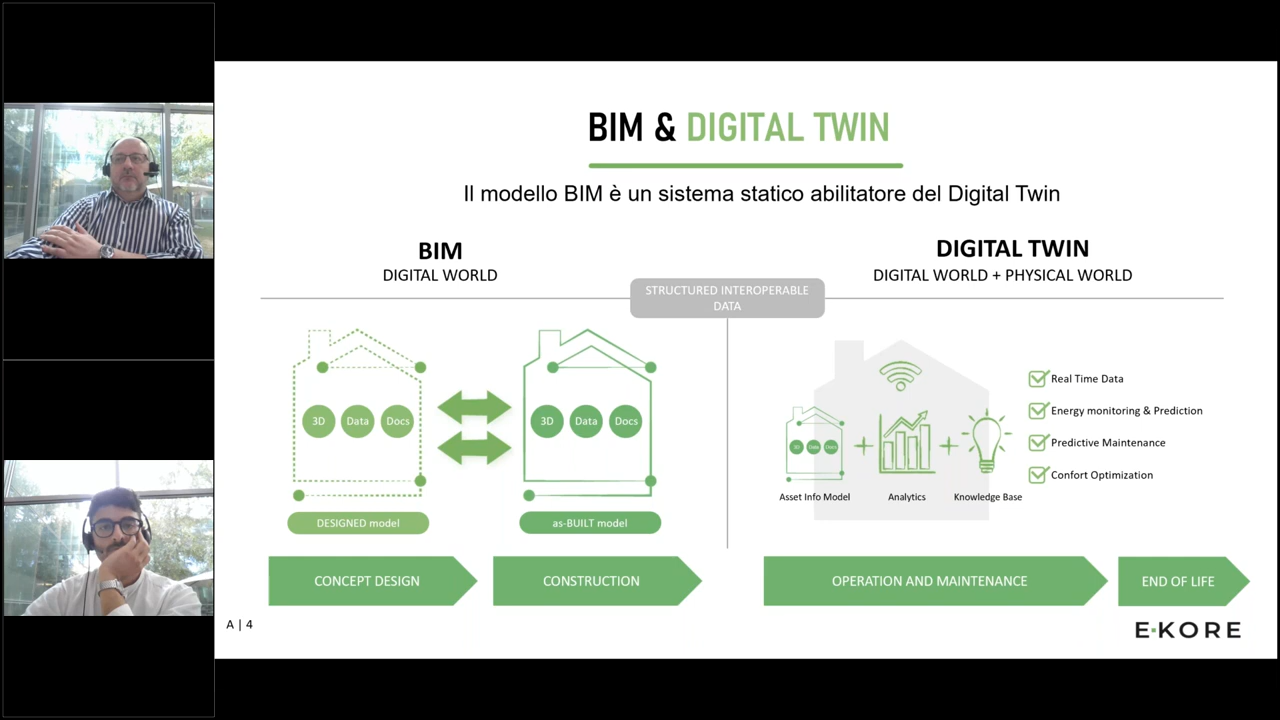 BIM & DIGITAL TWIN
Il modello BIM è un sistema statico abilitatore del Digital Twin
BIM
DIGITAL WORLD
DIGITAL TWIN
DIGITAL WORLD + PHYSICAL WORLD
STRUCTURED INTEROPERABLE
DATA
3D Data Docs
DESIGNED model
3D Data Docs
as-BUILT model
3D Data Docs
Asset Info Model
Analytics
Knowledge Base
Real Time Data
Energy monitoring & Prediction
Predictive Maintenance
Confort Optimization
CONCEPT DESIGN
CONSTRUCTION
OPERATION AND MAINTENANCE
END OF LIFE
A | 4
E·KORE